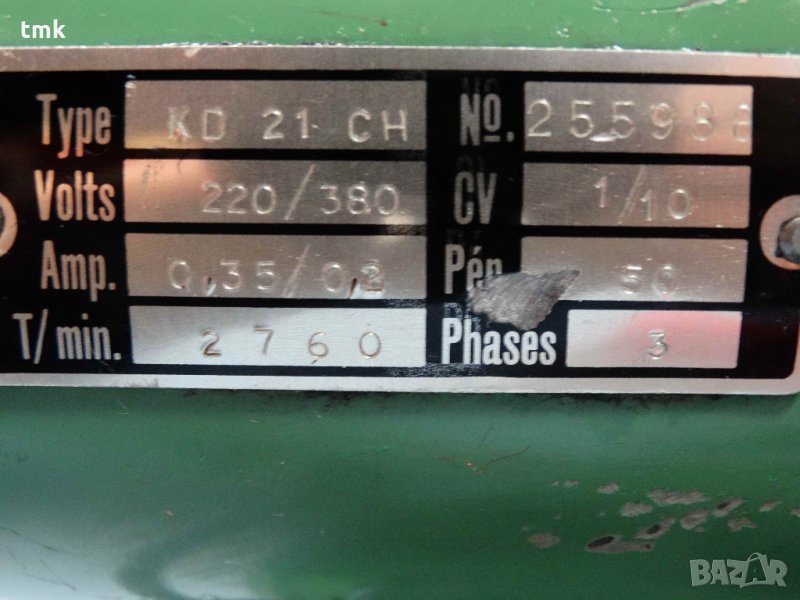 tmk
Type KD 21 CH Nº. 255988
Volts 220/380 CV 1/10
Amp. 0,35/0,2 Pér. 50
T/min. 2760 Phases 3
BAZAR